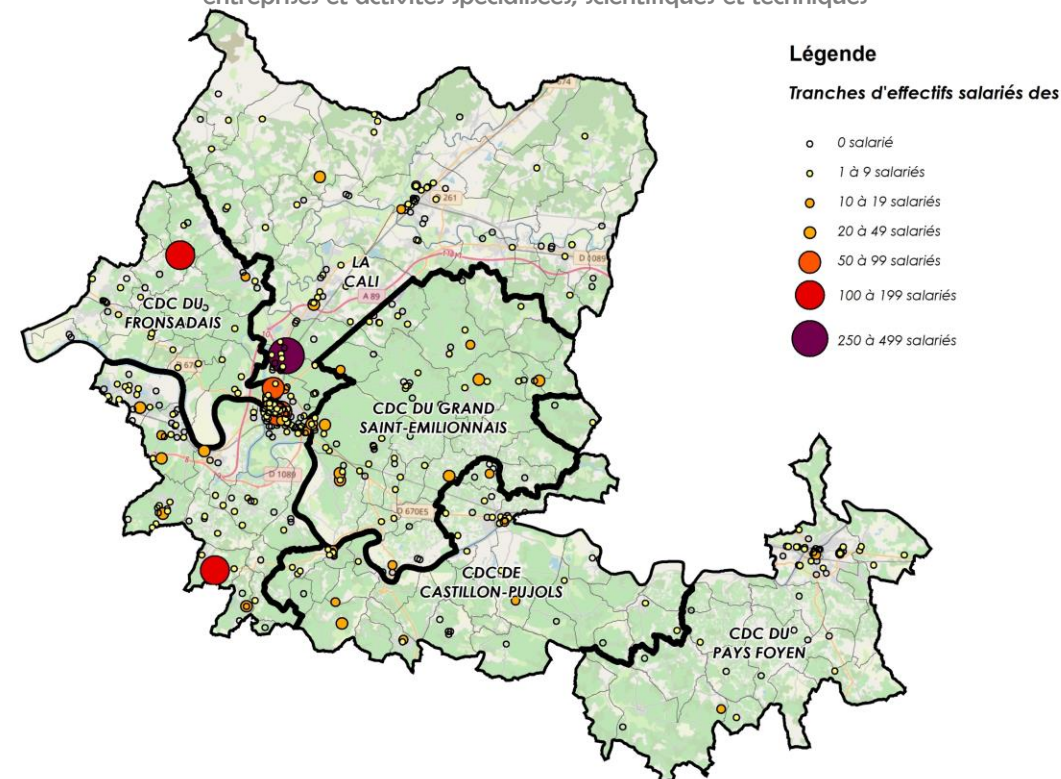 entreprises et activités spécialisées, scientifiques et techniques
Légende
Tranches d'effectifs salariés des
0 salarié
1 à 9 salariés
10 à 19 salariés
20 à 49 salariés
50 à 99 salariés
100 à 199 salariés
250 à 499 salariés
D 261
D 1089
LA
CALI
A 89
CDC DU
FRONSADAIS
D 670
CDC DU GRAND
SAINT-EMILIONNAIS
D 1089
D 670E5
CDC DE
CASTILLON-PUJOLS
CDC DU
PAYS FOYEN